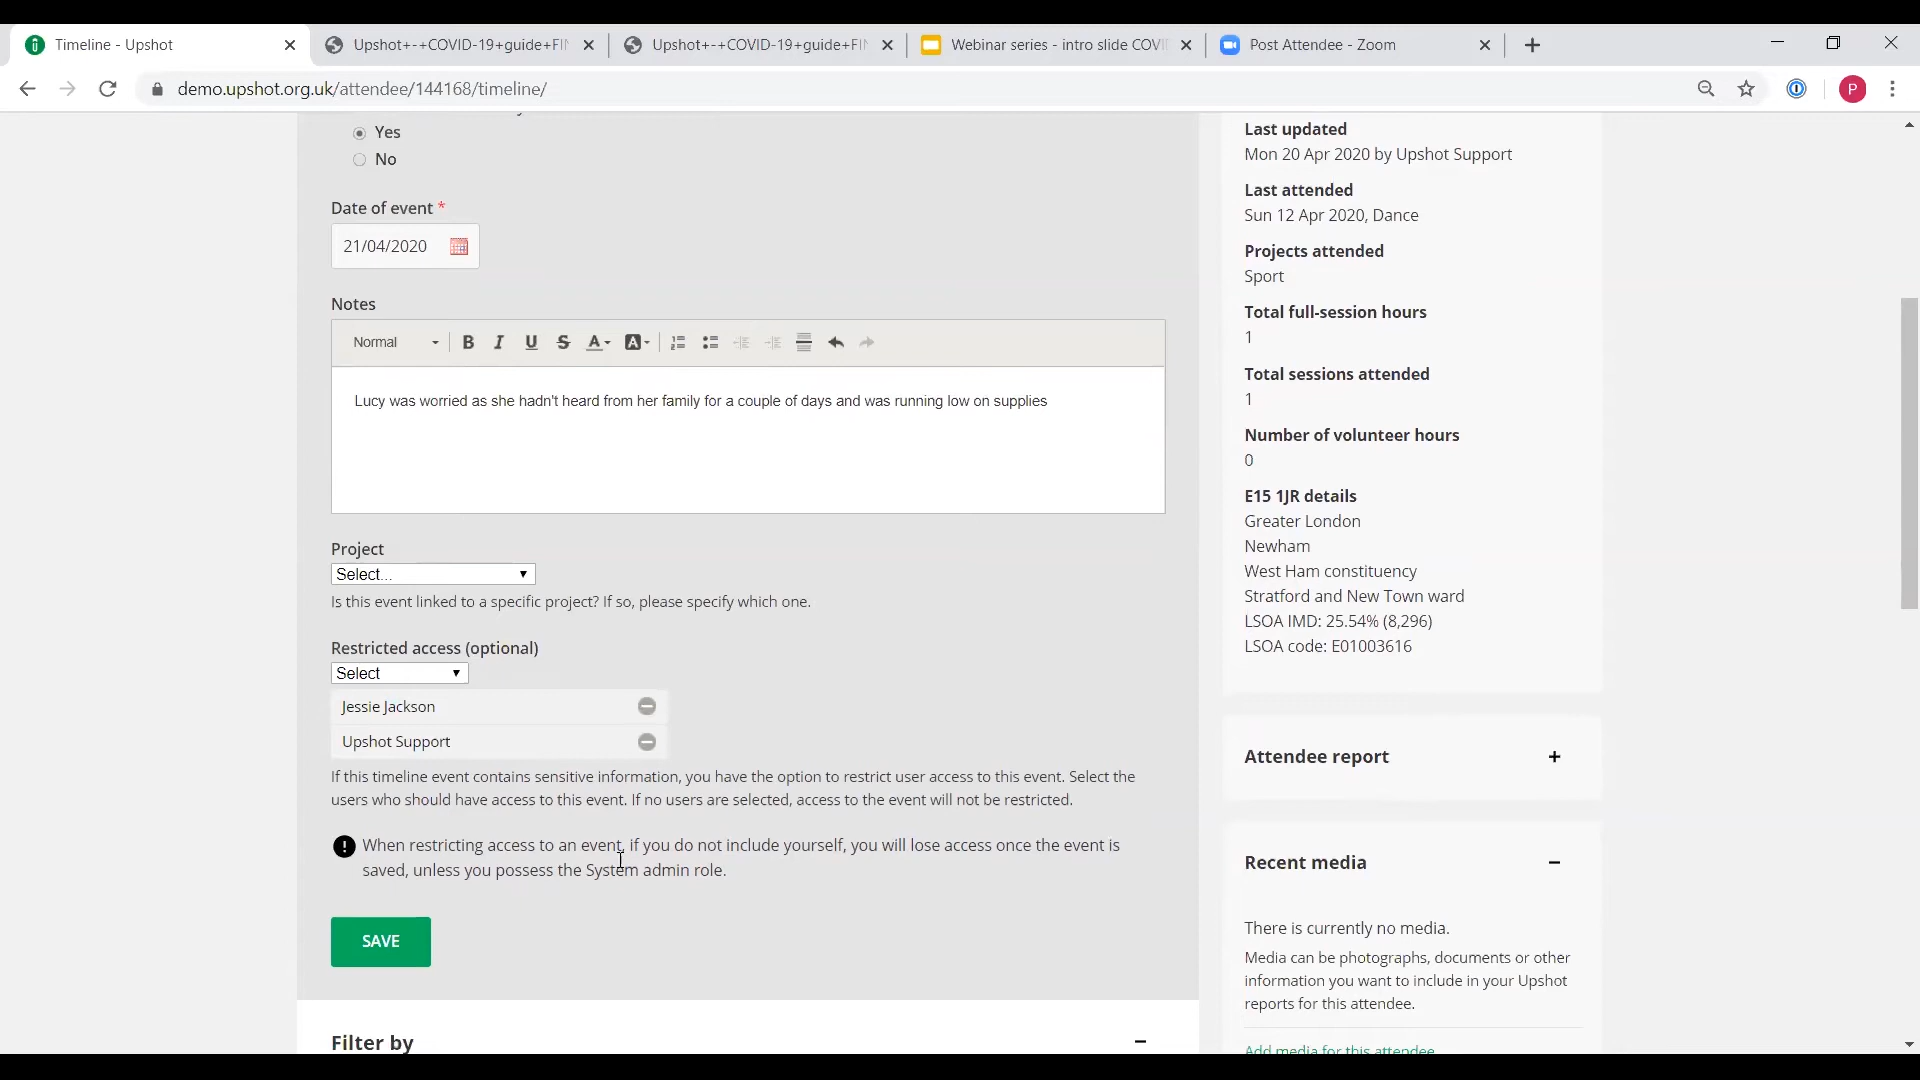 Timeline - Upshot
Upshot+-+COVID-19+guide+FI
Upshot+-+COVID-19+guide+FI
Webinar series - intro slide COVI
Post Attendee - Zoom
demo.upshot.org.uk/attendee/144168/timeline/
P
Yes
No
Date of event *
21/04/2020
Notes
Normal
B I U S A A
Lucy was worried as she hadn't heard from her family for a couple of days and was running low on supplies
Project
Select...
Is this event linked to a specific project? If so, please specify which one.
Restricted access (optional)
Select
Jessie Jackson
Upshot Support
If this timeline event contains sensitive information, you have the option to restrict user access to this event. Select the
users who should have access to this event. If no users are selected, access to the event will not be restricted.
When restricting access to an event, if you do not include yourself, you will lose access once the event is
saved, unless you possess the System admin role.
SAVE
Filter by
Last updated
Mon 20 Apr 2020 by Upshot Support
Last attended
Sun 12 Apr 2020, Dance
Projects attended
Sport
Total full-session hours
1
Total sessions attended
1
Number of volunteer hours
0
E15 1JR details
Greater London
Newham
West Ham constituency
Stratford and New Town ward
LSOA IMD: 25.54% (8,296)
LSOA code: E01003616
Attendee report
Recent media
There is currently no media.
Media can be photographs, documents or other
information you want to include in your Upshot
reports for this attendee.
Add media for this attendee